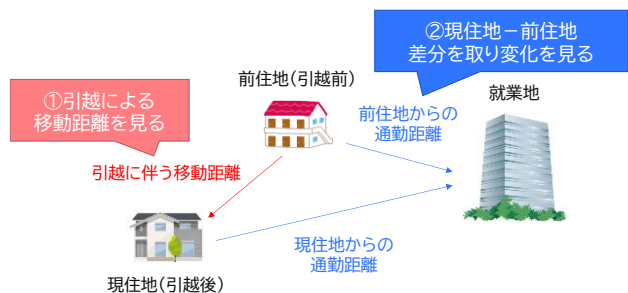 ②現住地－前住地
差分を取り変化を見る
前住地(引越前)
就業地
①引越による
移動距離を見る
前住地からの
通勤距離
引越に伴う移動距離
現住地からの
通勤距離
現住地(引越後)